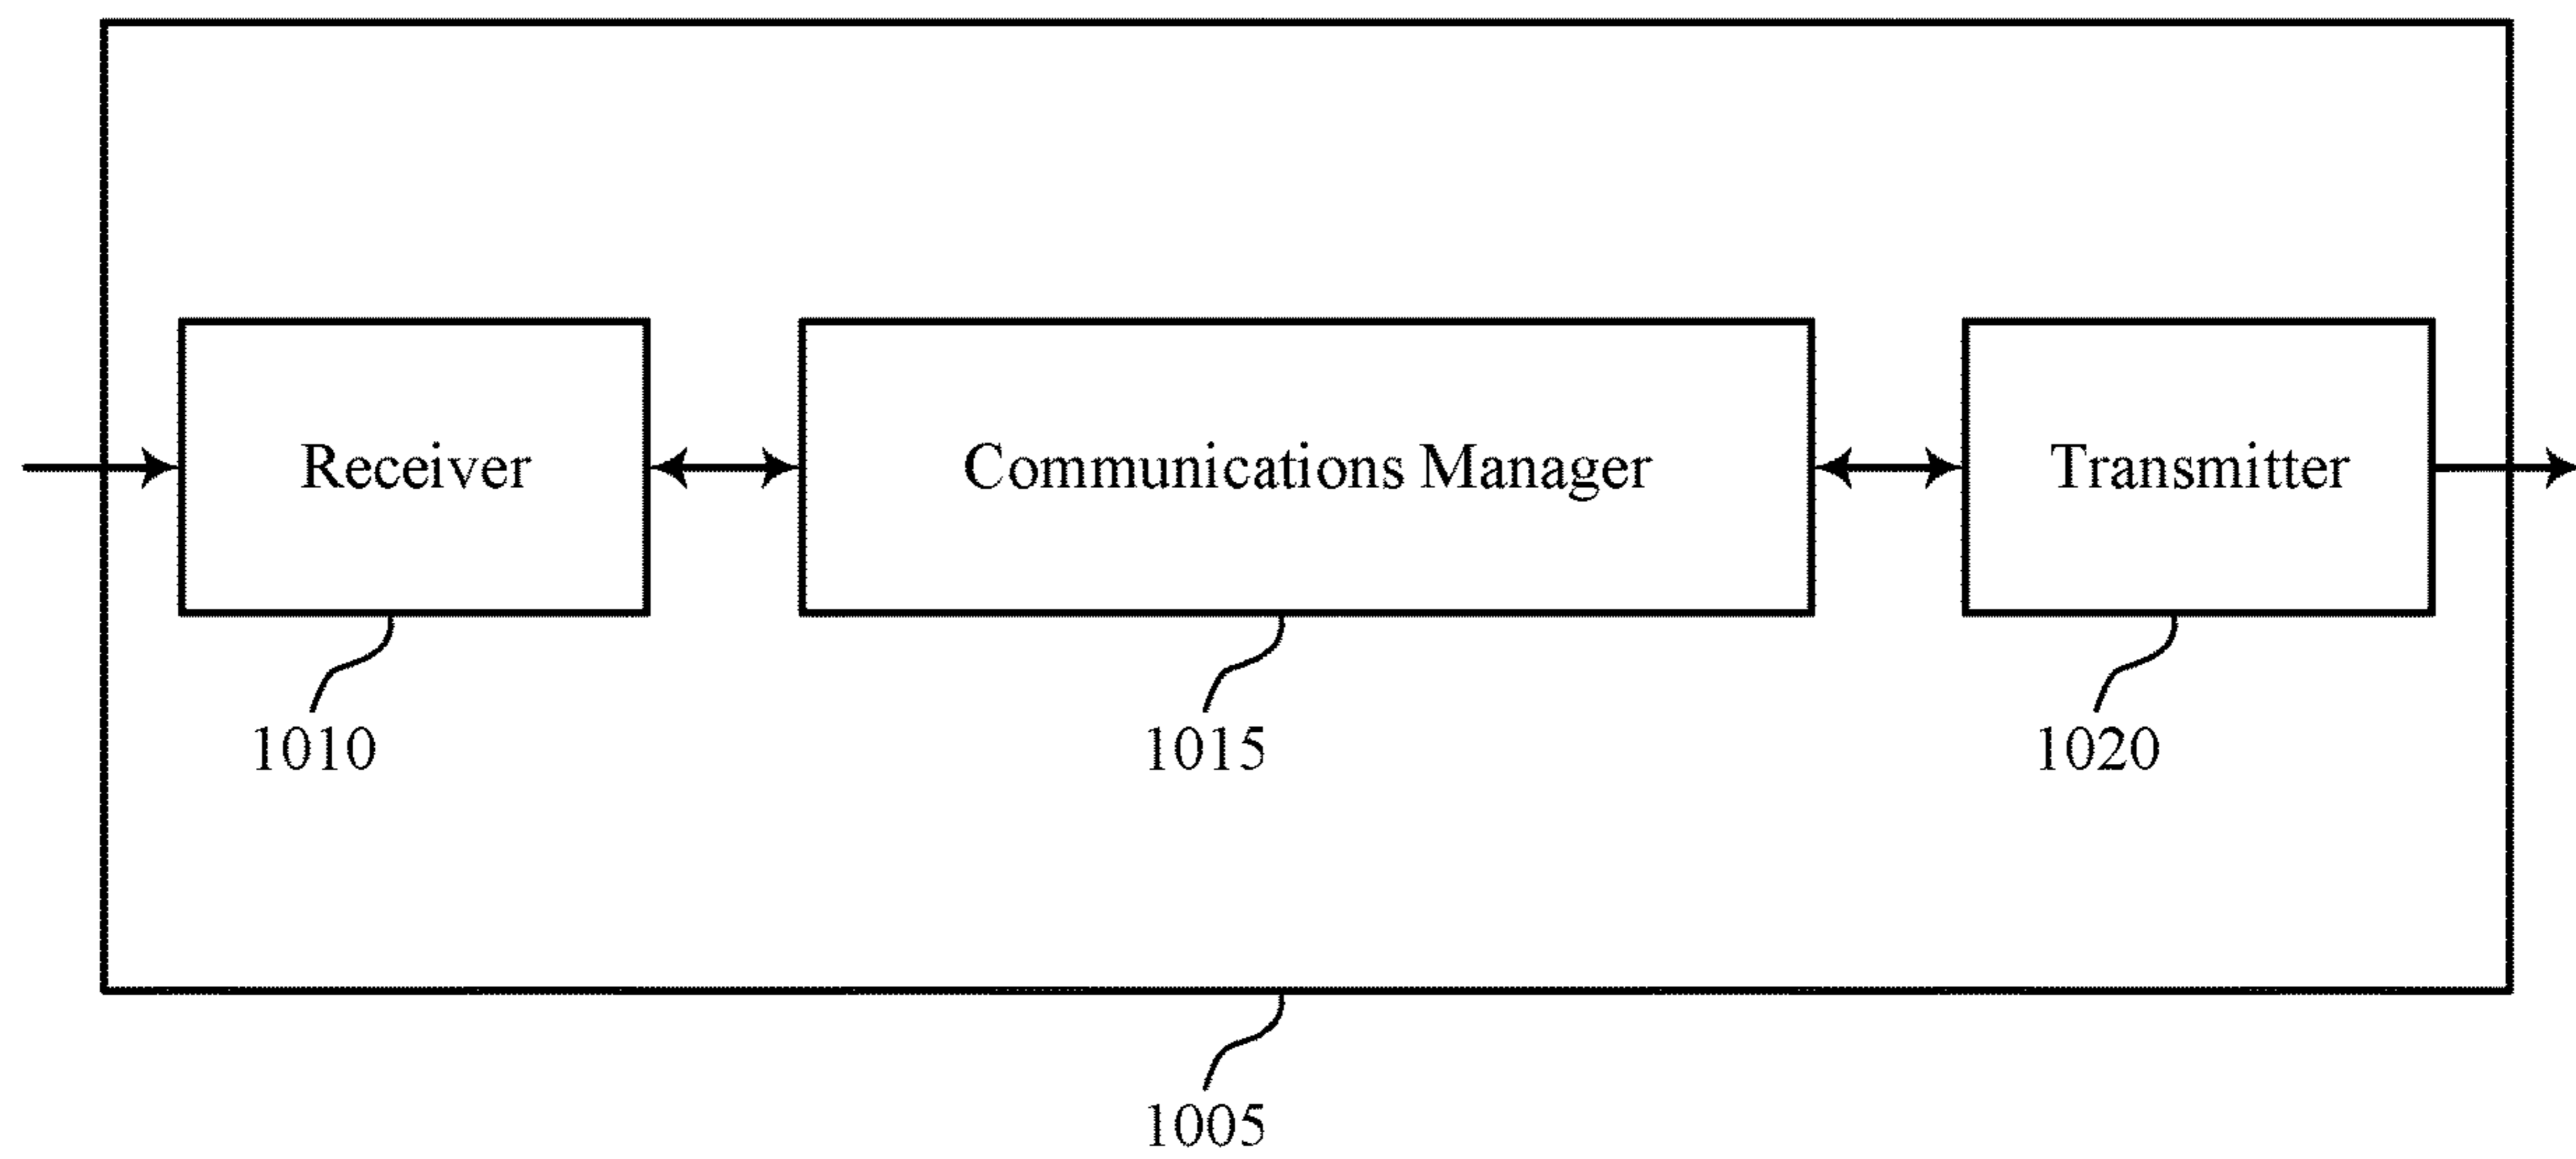 Receiver
Communications Manager
Transmitter
1010
1015
1020
1005